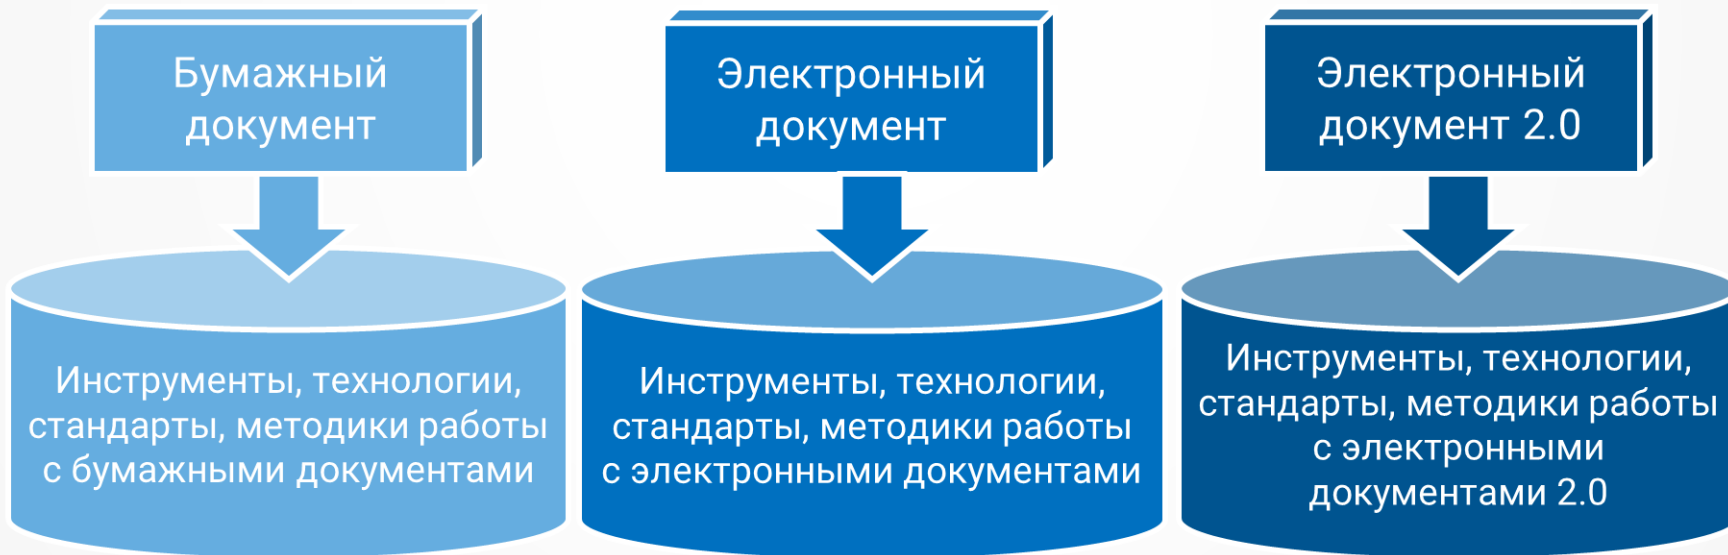 Бумажный
документ
Электронный
документ
Электронный
документ 2.0
Инструменты, технологии,
стандарты, методики работы
с бумажными документами
Инструменты, технологии,
стандарты, методики работы
с электронными документами
Инструменты, технологии,
стандарты, методики работы
с электронными
документами 2.0